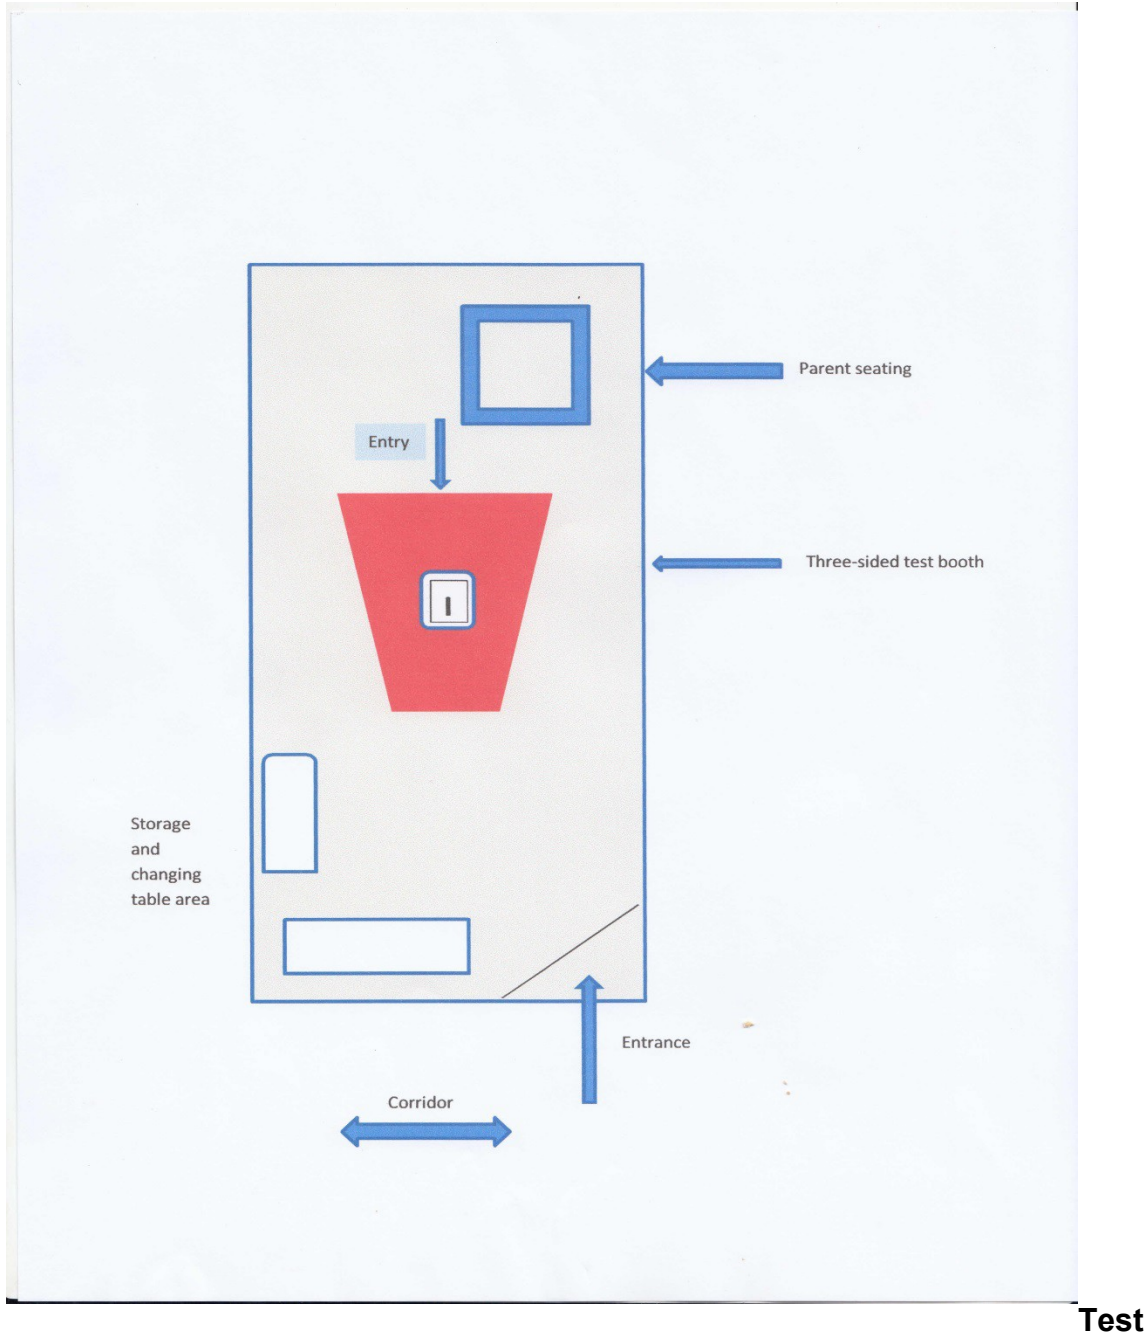 Parent seating
Entry
Three-sided test booth
Storage
and
changing
table area
Entrance
Corridor
Test